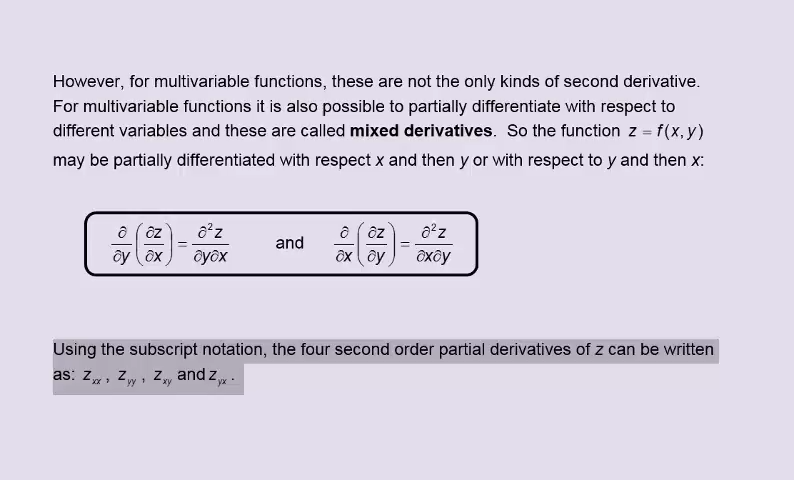 However, for multivariable functions, these are not the only kinds of second derivative.
For multivariable functions it is also possible to partially differentiate with respect to
different variables and these are called mixed derivatives. So the function z = f(x, y)
may be partially differentiated with respect x and then y or with respect to y and then x:
∂/∂y (∂z/∂x) = ∂²z/∂y∂x and ∂/∂x (∂z/∂y) = ∂²z/∂x∂y
Using the subscript notation, the four second order partial derivatives of z can be written
as: z_xx , z_yy , z_xy and z_yx .